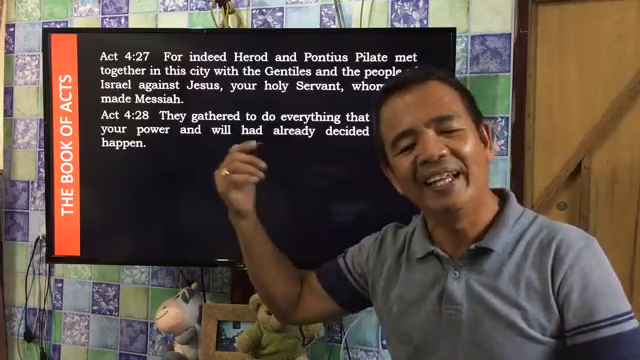 THE BOOK OF ACTS
Act 4:27 For indeed Herod and Pontius Pilate met
together in this city with the Gentiles and the people
Israel against Jesus, your holy Servant, whom
made Messiah.
Act 4:28 They gathered to do everything that
your power and will had already decided
happen.